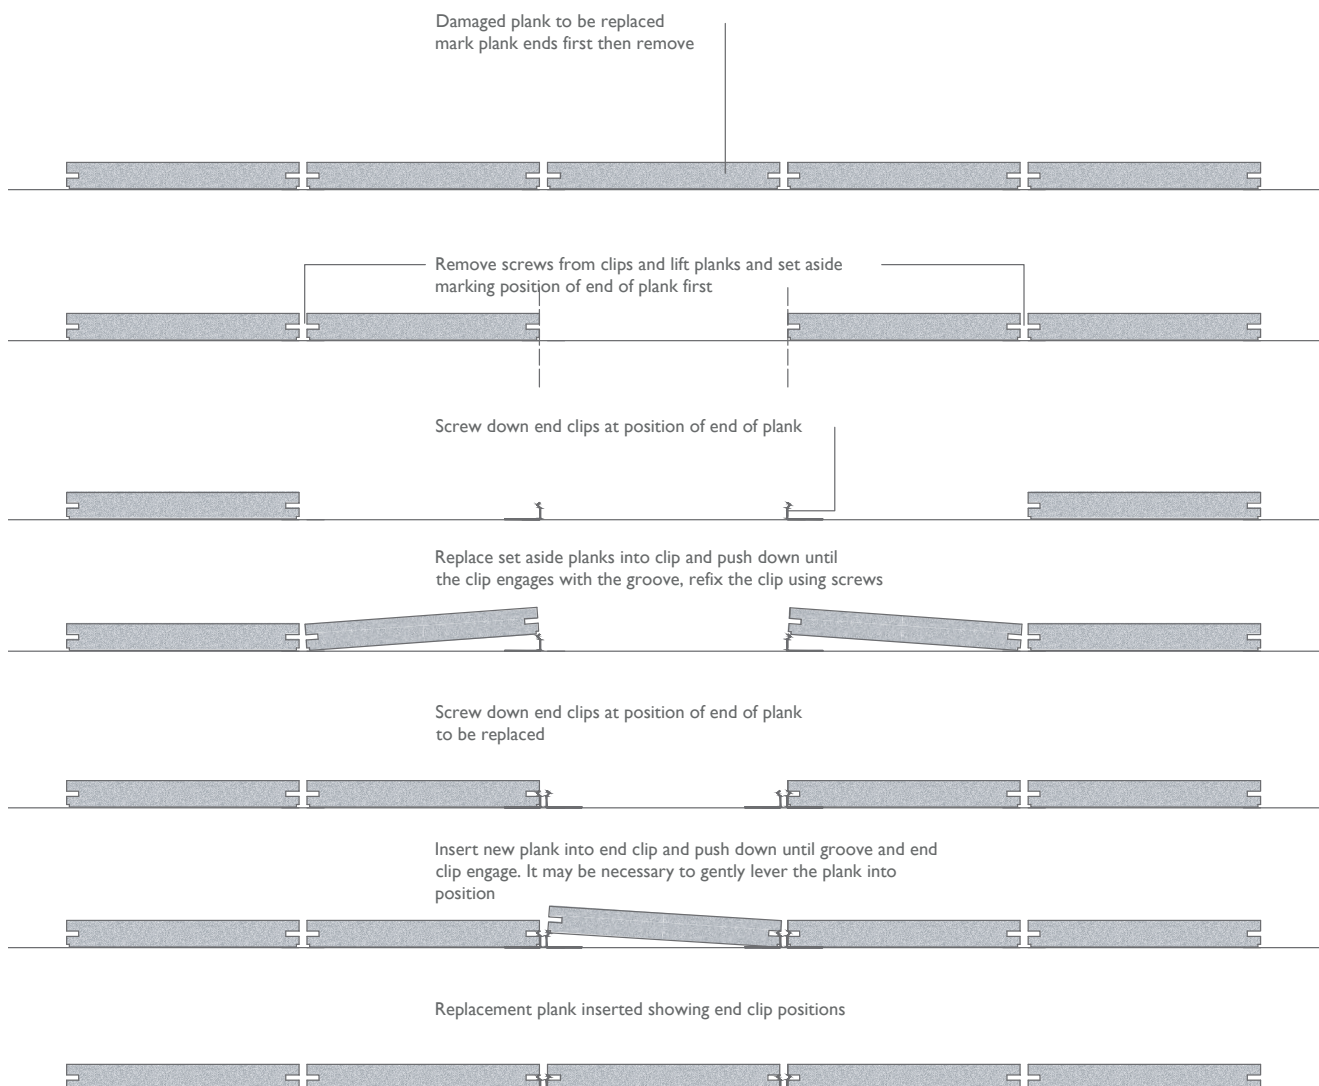 Damaged plank to be replaced
mark plank ends first then remove
Remove screws from clips and lift planks and set aside
marking position of end of plank first
Screw down end clips at position of end of plank
Replace set aside planks into clip and push down until
the clip engages with the groove, refix the clip using screws
Screw down end clips at position of end of plank
to be replaced
Insert new plank into end clip and push down until groove and end
clip engage. It may be necessary to gently lever the plank into
position
Replacement plank inserted showing end clip positions